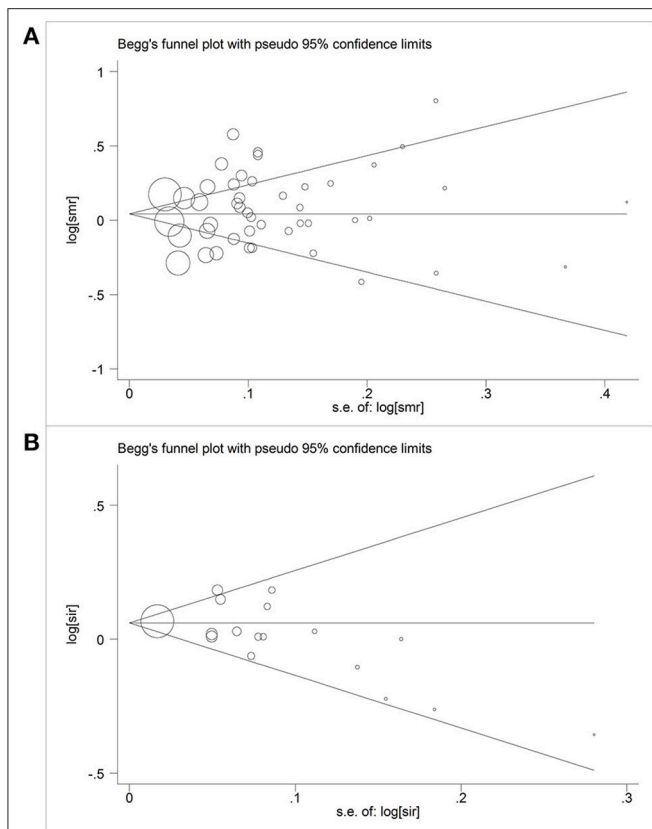 A
Begg's funnel plot with pseudo 95% confidence limits
1
.5
0
-.5
-1
log[smr]
0 .1 .2 .3 .4
s.e. of: log[smr]
B
Begg's funnel plot with pseudo 95% confidence limits
.5
0
-.5
log[sir]
0 .1 .2 .3
s.e. of: log[sir]